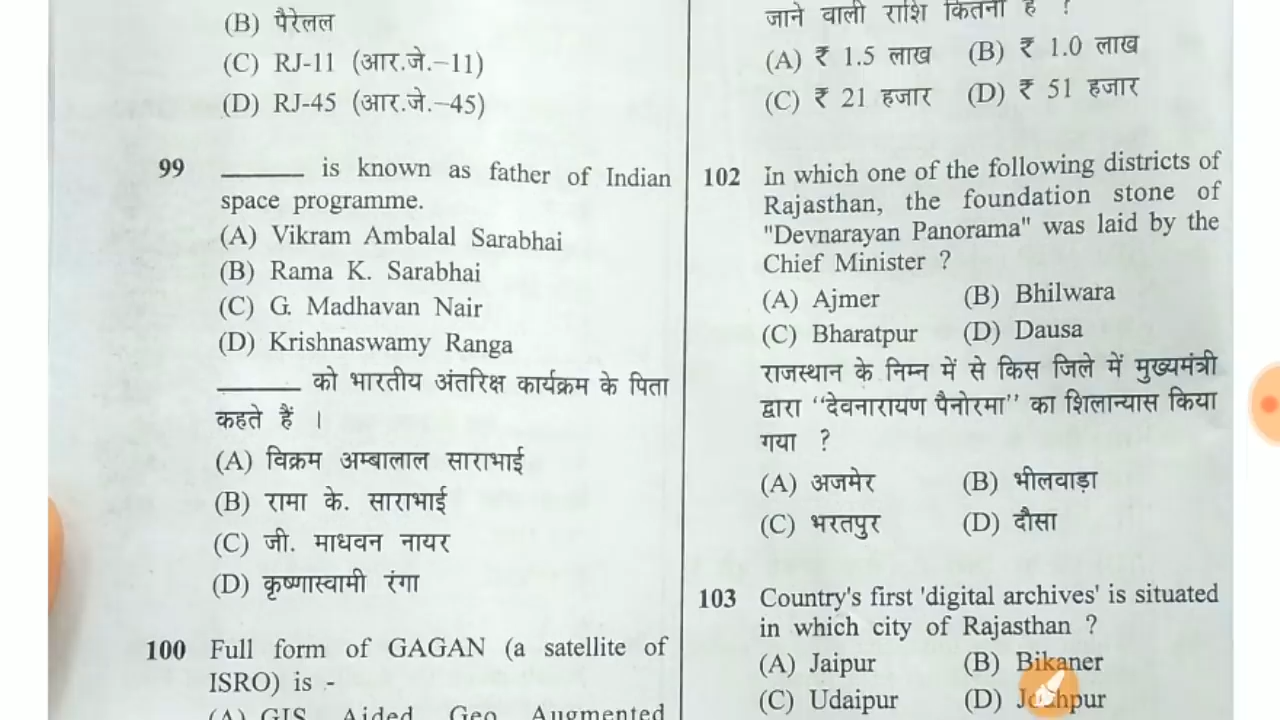 (B) पैरेलल
(C) RJ-11 (आर.जे.–11)
(D) RJ-45 (आर.जे.–45)
99 ______ is known as father of Indian
space programme.
(A) Vikram Ambalal Sarabhai
(B) Rama K. Sarabhai
(C) G. Madhavan Nair
(D) Krishnaswamy Ranga
______ को भारतीय अंतरिक्ष कार्यक्रम के पिता
कहते हैं ।
(A) विक्रम अम्बालाल साराभाई
(B) रामा के. साराभाई
(C) जी. माधवन नायर
(D) कृष्णास्वामी रंगा
100 Full form of GAGAN (a satellite of
ISRO) is -
(A) GIS Aided Geo Augmented
जाने वाली राशि कितनी है ?
(A) ₹ 1.5 लाख (B) ₹ 1.0 लाख
(C) ₹ 21 हजार (D) ₹ 51 हजार
102 In which one of the following districts of
Rajasthan, the foundation stone of
"Devnarayan Panorama" was laid by the
Chief Minister ?
(A) Ajmer (B) Bhilwara
(C) Bharatpur (D) Dausa
राजस्थान के निम्न में से किस जिले में मुख्यमंत्री
द्वारा ‘‘देवनारायण पैनोरमा’’ का शिलान्यास किया
गया ?
(A) अजमेर (B) भीलवाड़ा
(C) भरतपुर (D) दौसा
103 Country's first 'digital archives' is situated
in which city of Rajasthan ?
(A) Jaipur (B) Bikaner
(C) Udaipur (D) Jodhpur